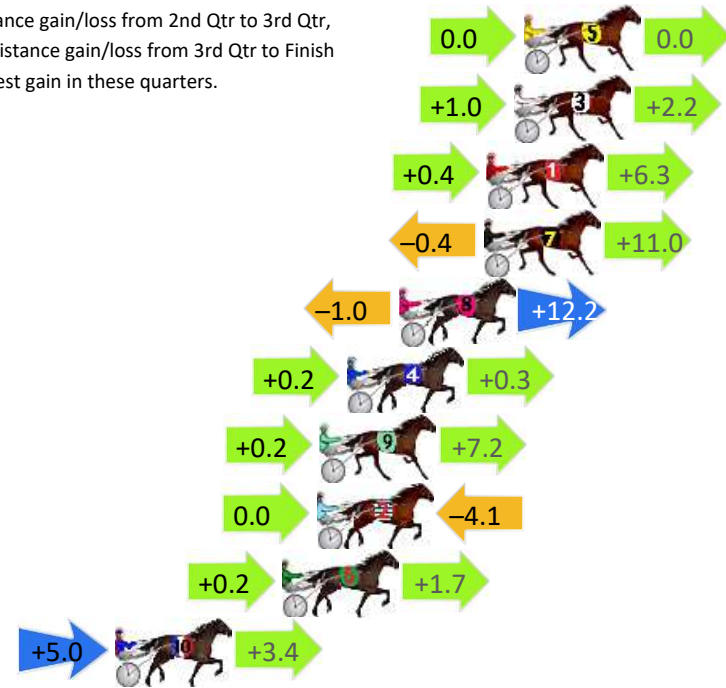 ance gain/loss from 2nd Qtr to 3rd Qtr,
istance gain/loss from 3rd Qtr to Finish
est gain in these quarters.
0.0 5 0.0
+1.0 3 +2.2
+0.4 1 +6.3
–0.4 7 +11.0
–1.0 8 +12.2
+0.2 4 +0.3
+0.2 9 +7.2
0.0 2 –4.1
+0.2 6 +1.7
+5.0 10 +3.4